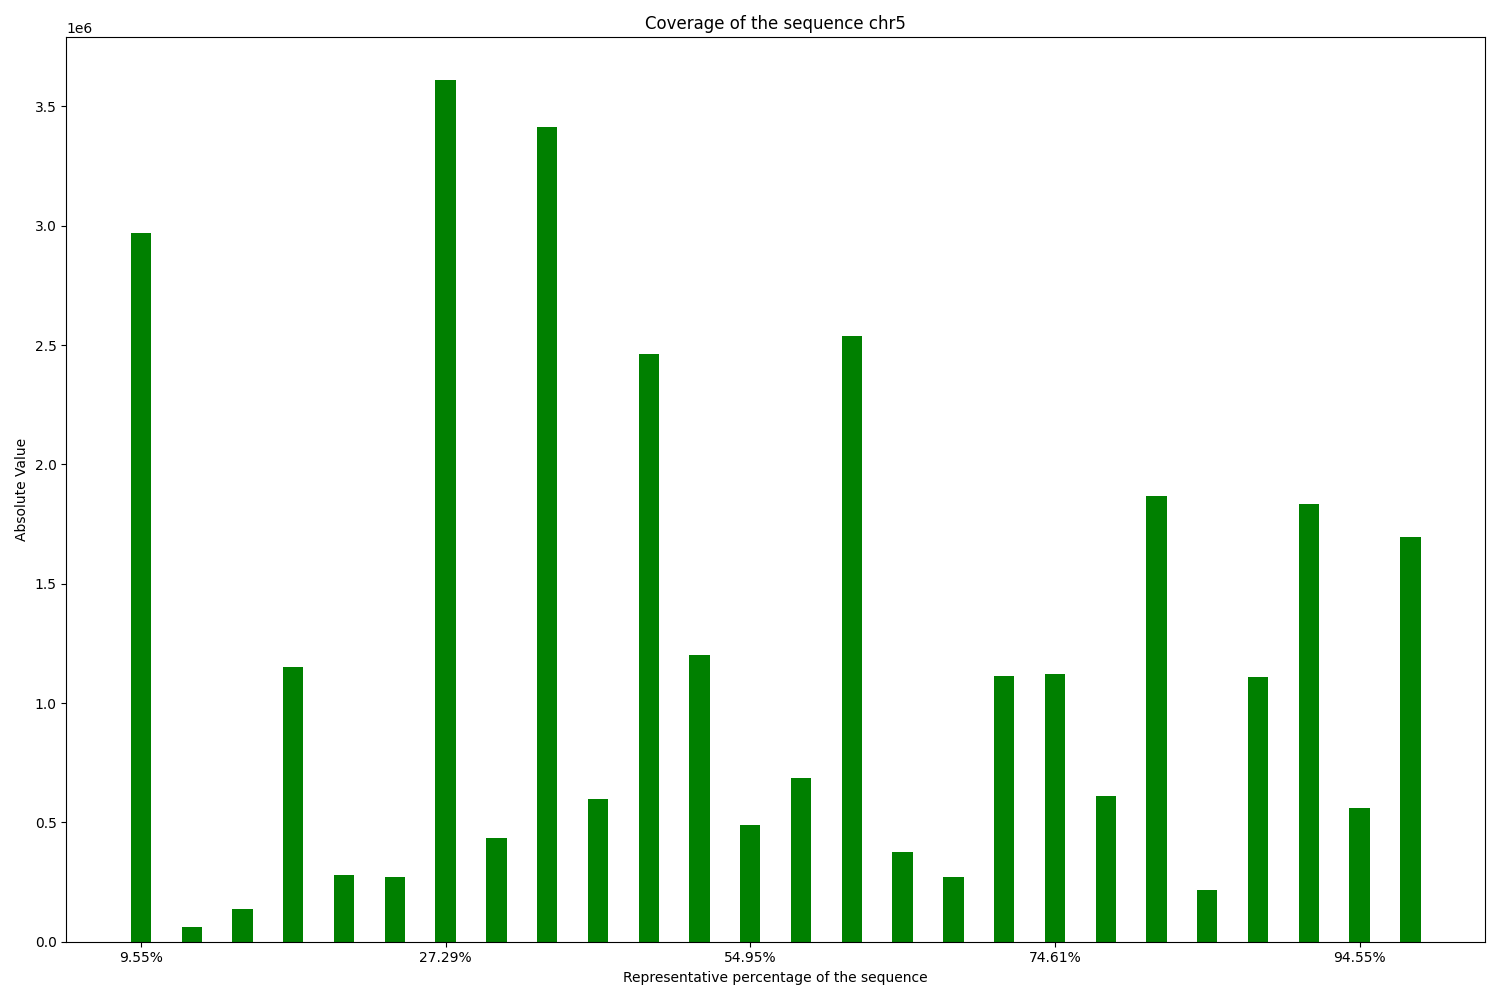 Coverage of the sequence chr5
1e6
3.5
3.0
2.5
2.0
1.5
1.0
0.5
0.0
Absolute Value
9.55% 27.29% 54.95% 74.61% 94.55%
Representative percentage of the sequence